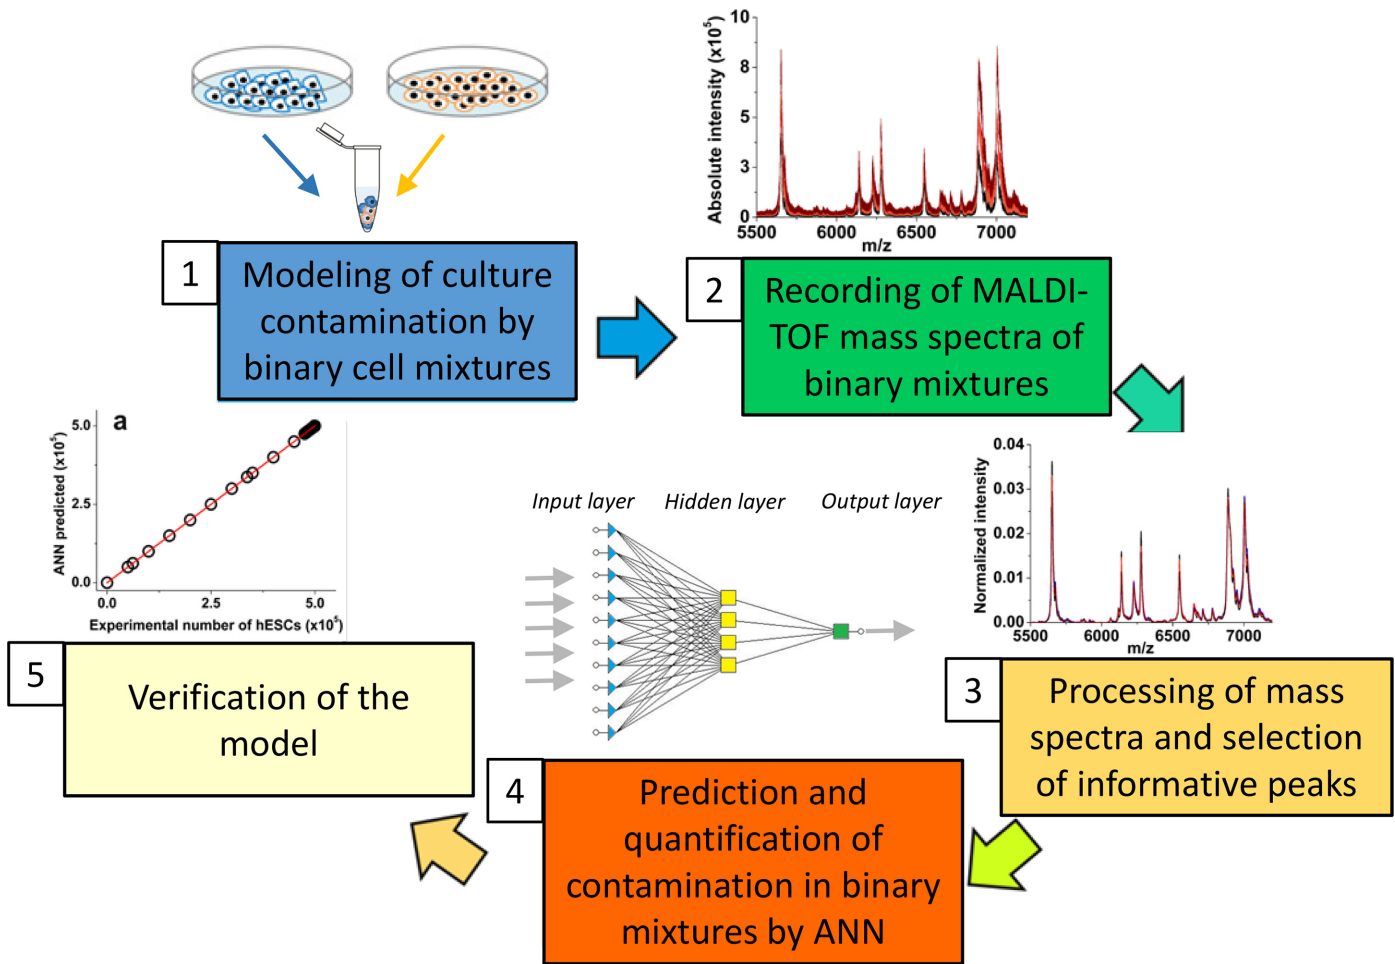 1
Modeling of culture
contamination by
binary cell mixtures
Absolute intensity (x10⁵)
10
8
5
3
0
5500 6000 6500 7000
m/z
2
Recording of MALDI-
TOF mass spectra of
binary mixtures
Normalized intensity
0.04
0.03
0.02
0.01
0.00
5500 6000 6500 7000
m/z
3
Processing of mass
spectra and selection
of informative peaks
Input layer Hidden layer Output layer
4
Prediction and
quantification of
contamination in binary
mixtures by ANN
a
ANN predicted (x10⁵)
5.0
2.5
0.0
0.0 2.5 5.0
Experimental number of hESCs (x10⁵)
5
Verification of the
model